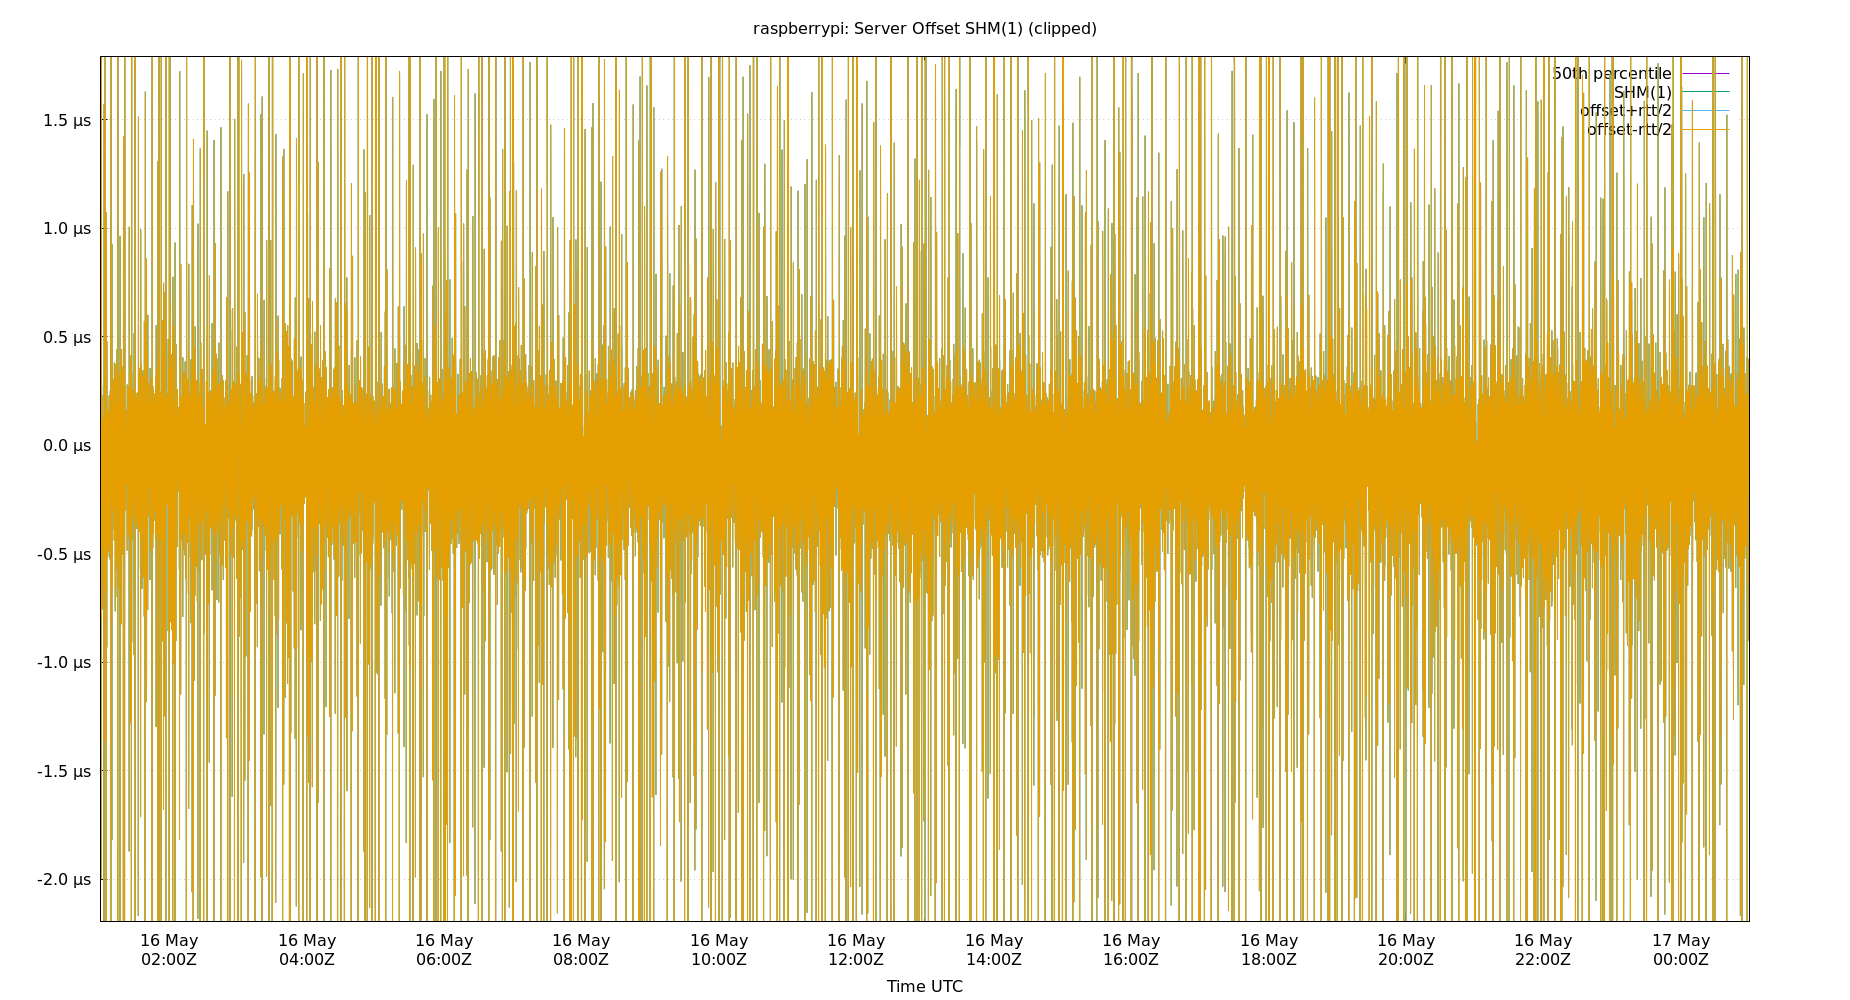 raspberrypi: Server Offset SHM(1) (clipped)
50th percentile
SHM(1)
offset+rtt/2
offset-rtt/2
1.5 µs
1.0 µs
0.5 µs
0.0 µs
-0.5 µs
-1.0 µs
-1.5 µs
-2.0 µs
16 May 16 May 16 May 16 May 16 May 16 May 16 May 16 May 16 May 16 May 16 May 17 May
02:00Z 04:00Z 06:00Z 08:00Z 10:00Z 12:00Z 14:00Z 16:00Z 18:00Z 20:00Z 22:00Z 00:00Z
Time UTC